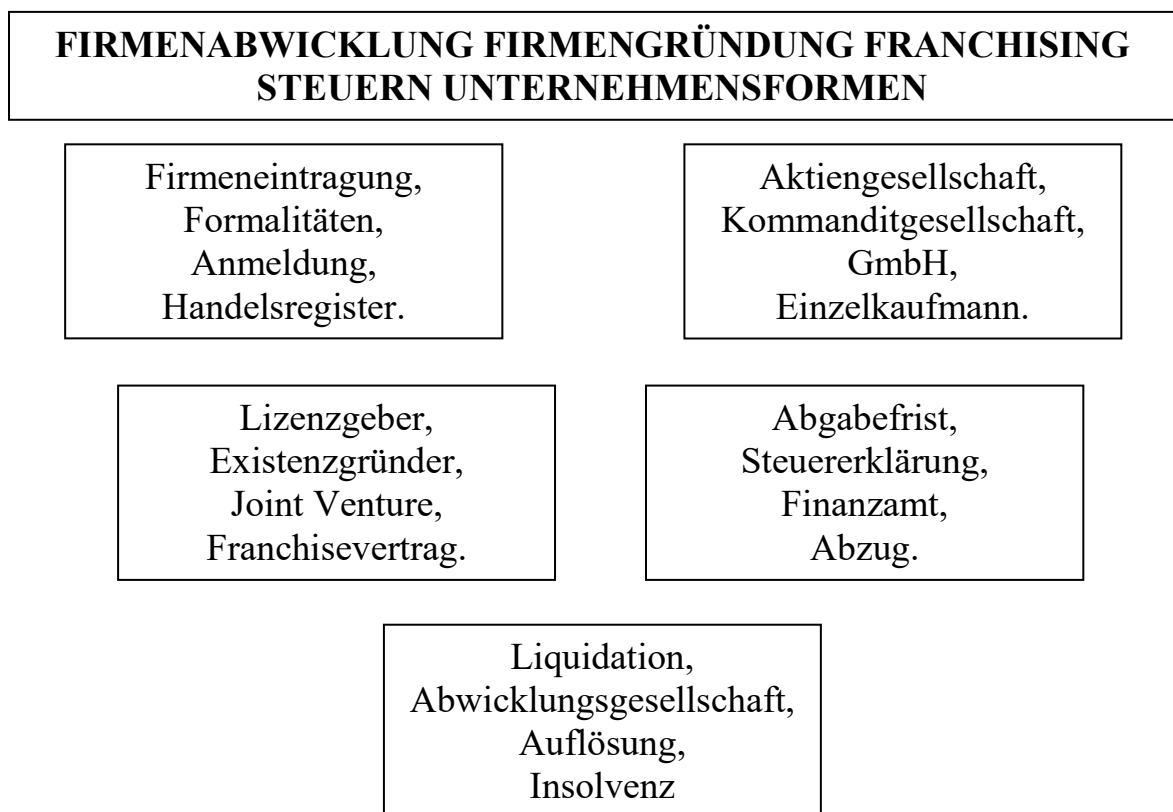 FIRMENABWICKLUNG FIRMENGRÜNDUNG FRANCHISING
STEUERN UNTERNEHMENSFORMEN
Firmeneintragung,
Formalitäten,
Anmeldung,
Handelsregister.
Aktiengesellschaft,
Kommanditgesellschaft,
GmbH,
Einzelkaufmann.
Lizenzgeber,
Existenzgründer,
Joint Venture,
Franchisevertrag.
Abgabefrist,
Steuererklärung,
Finanzamt,
Abzug.
Liquidation,
Abwicklungsgesellschaft,
Auflösung,
Insolvenz